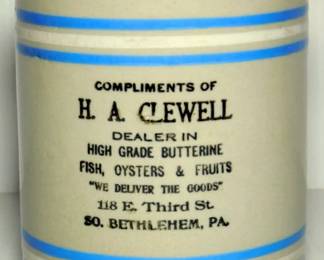 COMPLIMENTS OF
H. A. CLEWELL
DEALER IN
HIGH GRADE BUTTERINE
FISH, OYSTERS & FRUITS
"WE DELIVER THE GOODS"
118 E. Third St.
SO. BETHLEHEM, PA.